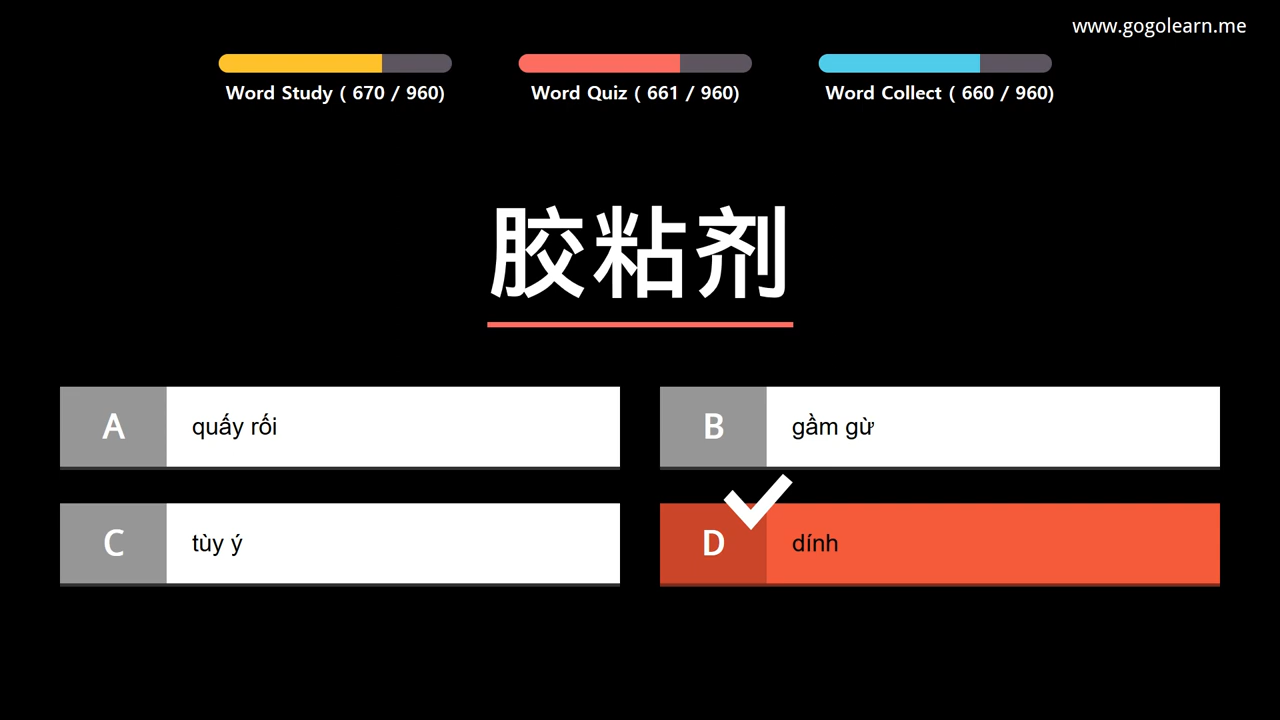 www.gogolearn.me
Word Study ( 670 / 960)
Word Quiz ( 661 / 960)
Word Collect ( 660 / 960)
胶粘剂
A quấy rối
B gầm gừ
C tùy ý
D dính